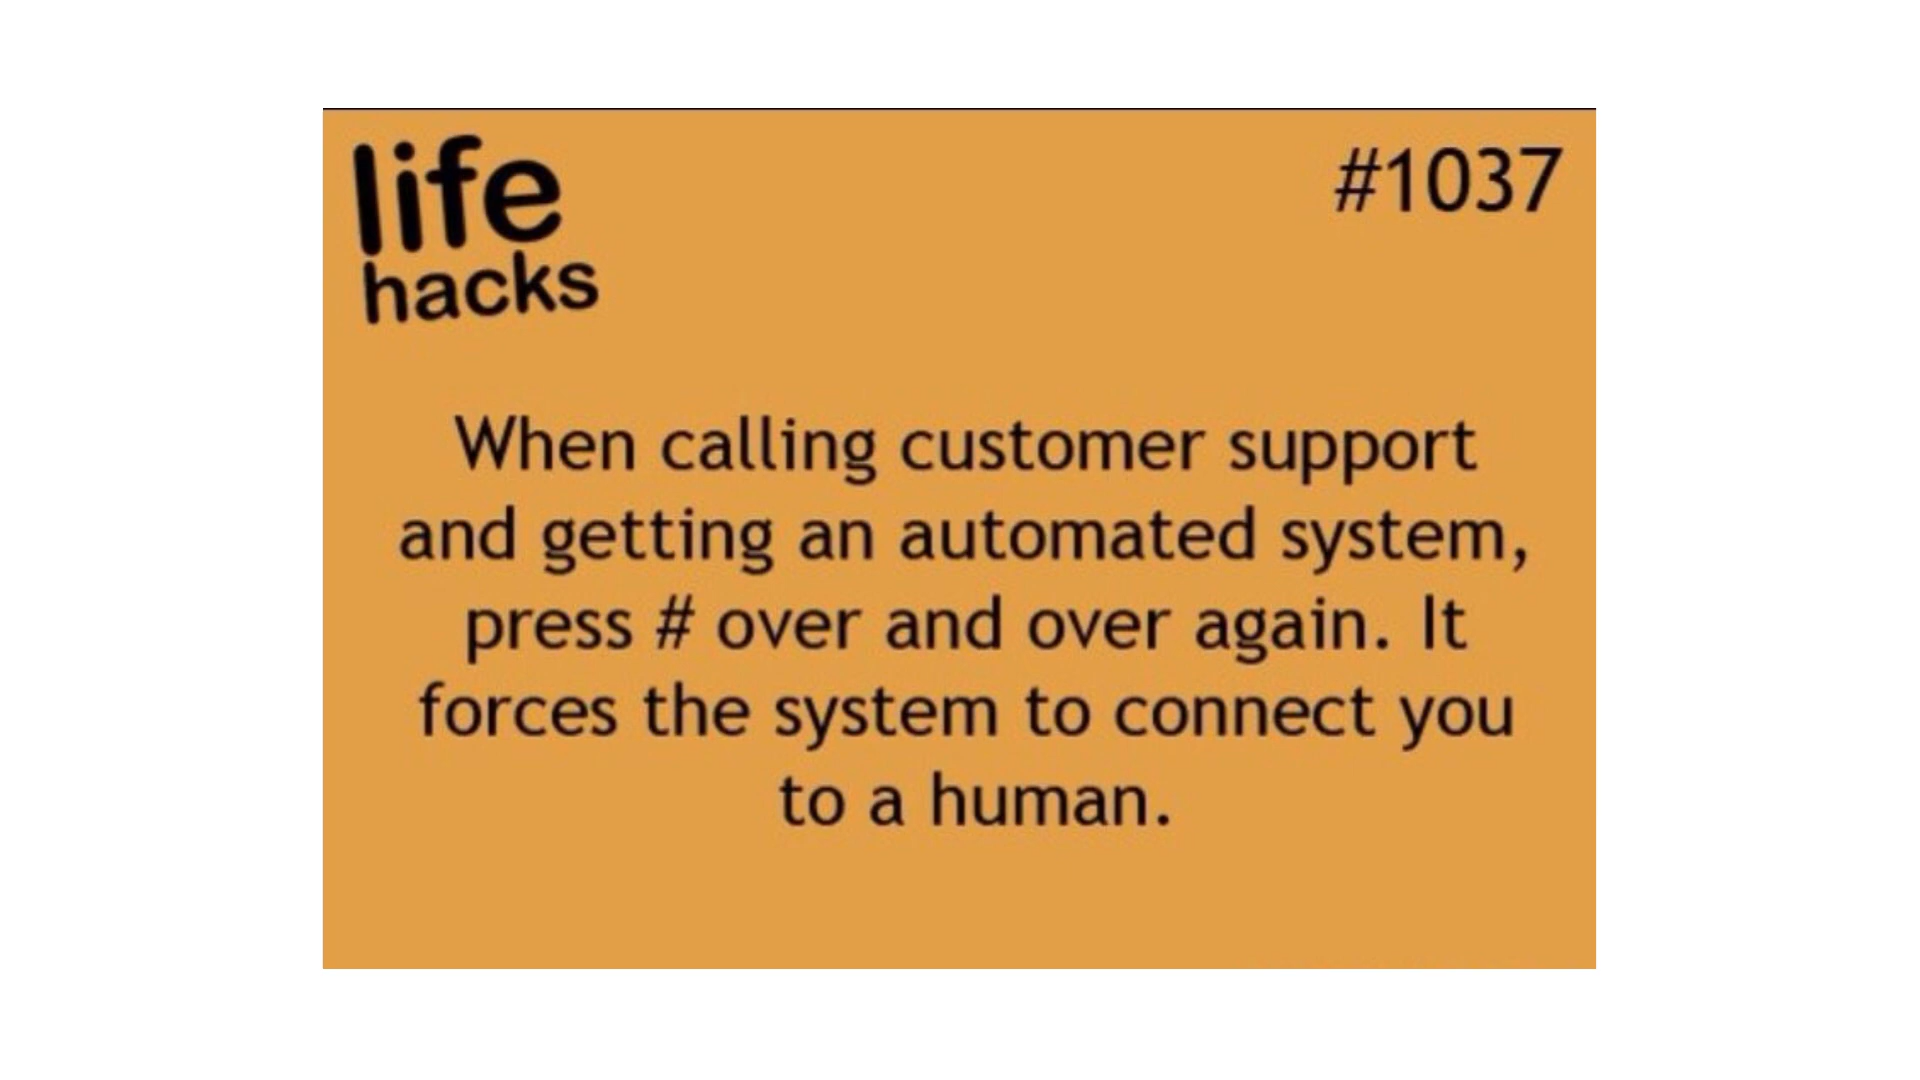 life
hacks
#1037
When calling customer support
and getting an automated system,
press # over and over again. It
forces the system to connect you
to a human.